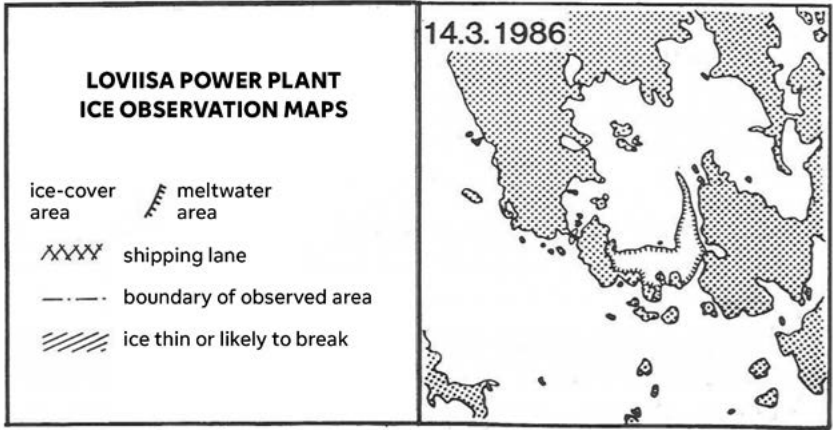 LOVIISA POWER PLANT
ICE OBSERVATION MAPS
ice-cover
area
meltwater
area
shipping lane
boundary of observed area
ice thin or likely to break
14.3.1986